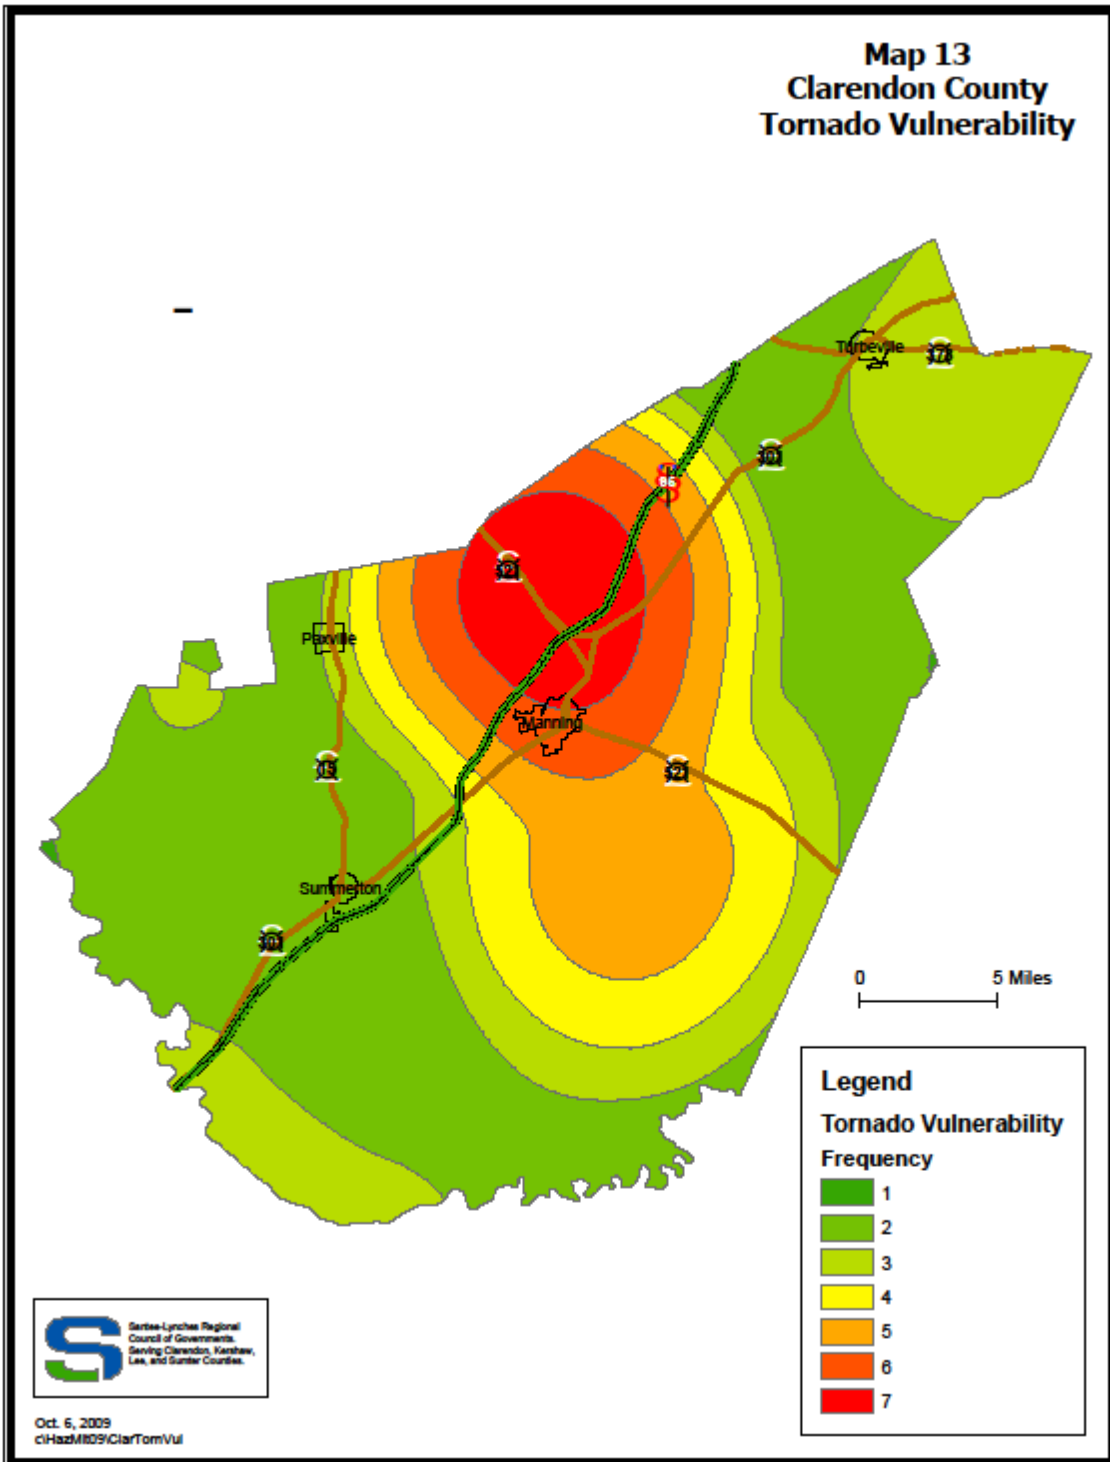 Map 13
Clarendon County
Tornado Vulnerability
Turbeville
378
301
95
521
Paxville
Manning
15
521
Summerton
301
0 5 Miles
Legend
Tornado Vulnerability
Frequency
1
2
3
4
5
6
7
Santee-Lynches Regional
Council of Governments.
Serving Clarendon, Kershaw,
Lee, and Sumter Counties.
Oct. 6, 2009
c\HazMit09\ClarTornVul